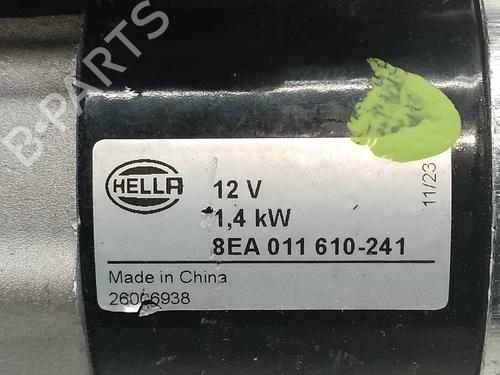 B-PARTS
HELLA
12 V
1,4 kW
8EA 011 610-241
11/23
Made in China
26006938